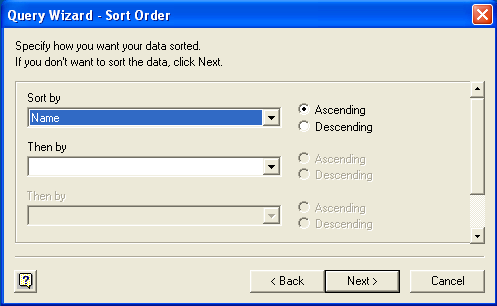 Query Wizard - Sort Order
Specify how you want your data sorted.
If you don't want to sort the data, click Next.
Sort by
Name
Ascending
Descending
Then by
Ascending
Descending
Then by
Ascending
Descending
?
< Back
Next >
Cancel